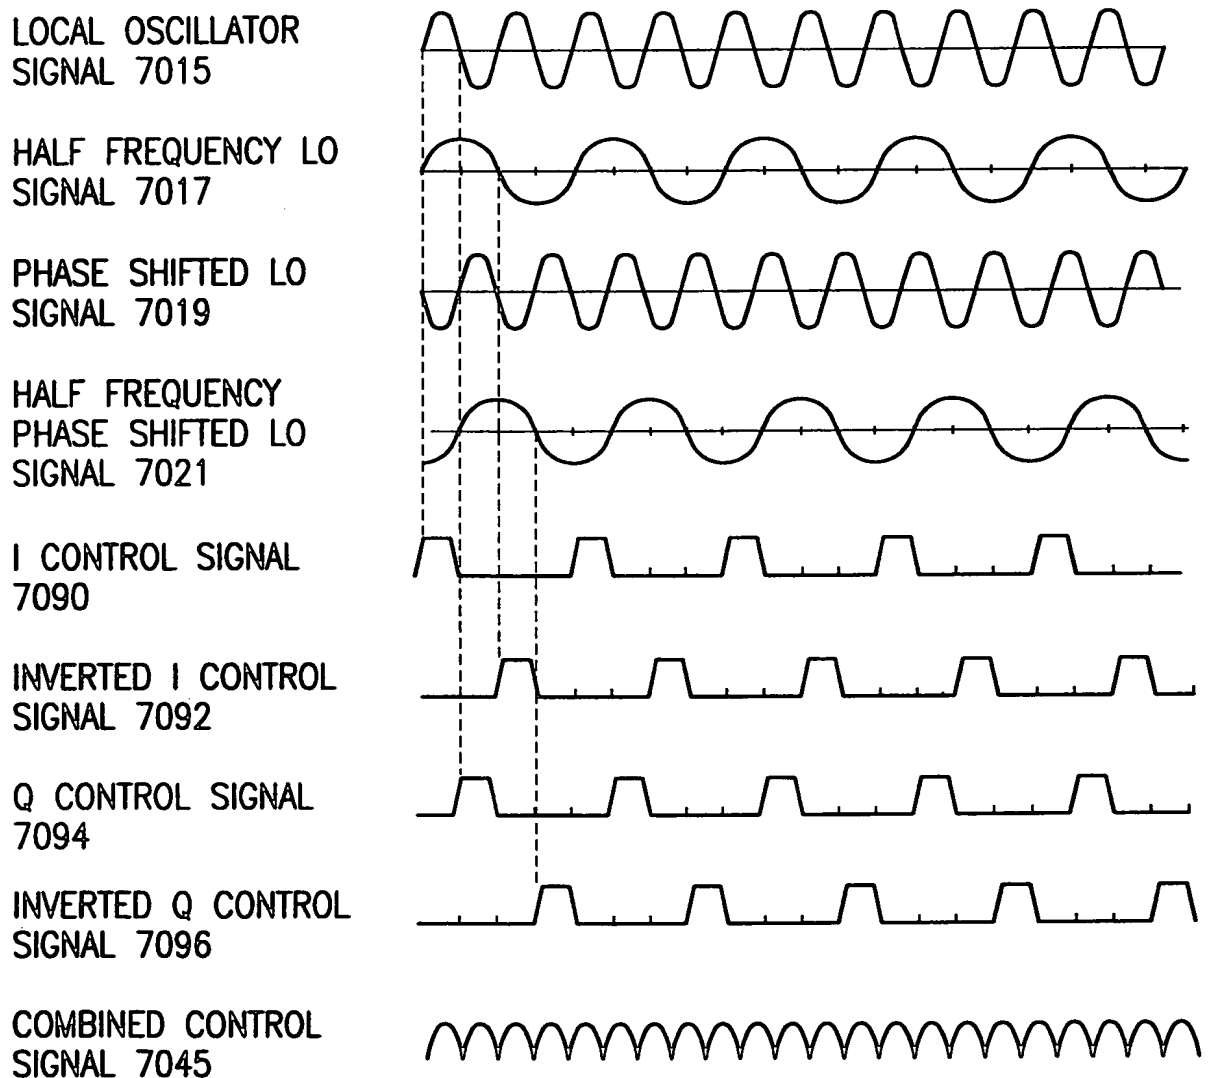 LOCAL OSCILLATOR
SIGNAL 7015
HALF FREQUENCY LO
SIGNAL 7017
PHASE SHIFTED LO
SIGNAL 7019
HALF FREQUENCY
PHASE SHIFTED LO
SIGNAL 7021
I CONTROL SIGNAL
7090
INVERTED I CONTROL
SIGNAL 7092
Q CONTROL SIGNAL
7094
INVERTED Q CONTROL
SIGNAL 7096
COMBINED CONTROL
SIGNAL 7045